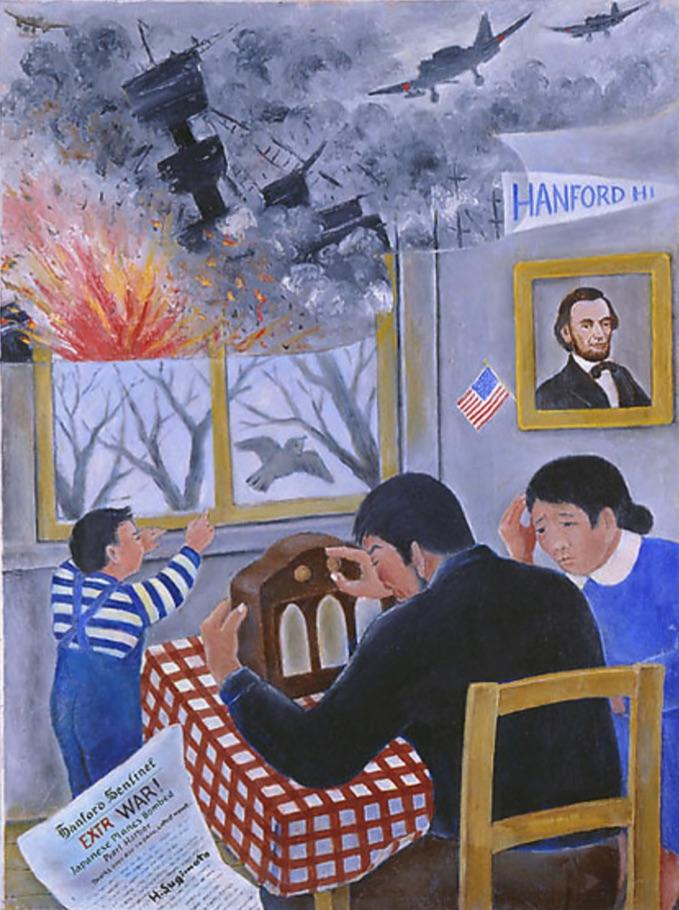 HANFORD HI
Hanford Sentinel
EXTR WAR!
Japanese Planes Bombed
Pearl Harbor
H. Sugimoto